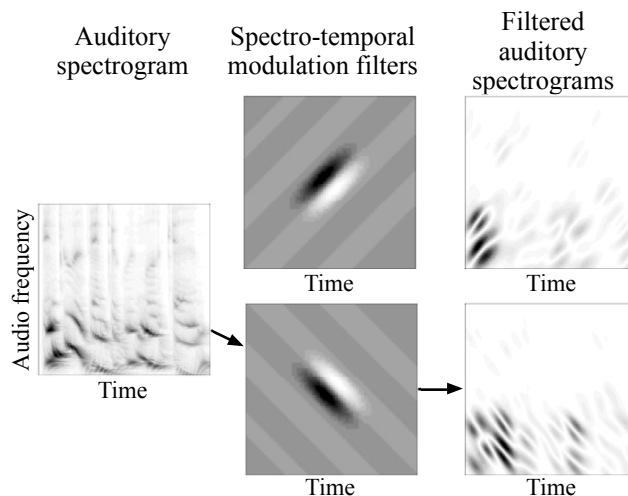 Auditory
spectrogram
Spectro-temporal
modulation filters
Filtered
auditory
spectrograms
Audio frequency
Time
Time
Time
Time
Time